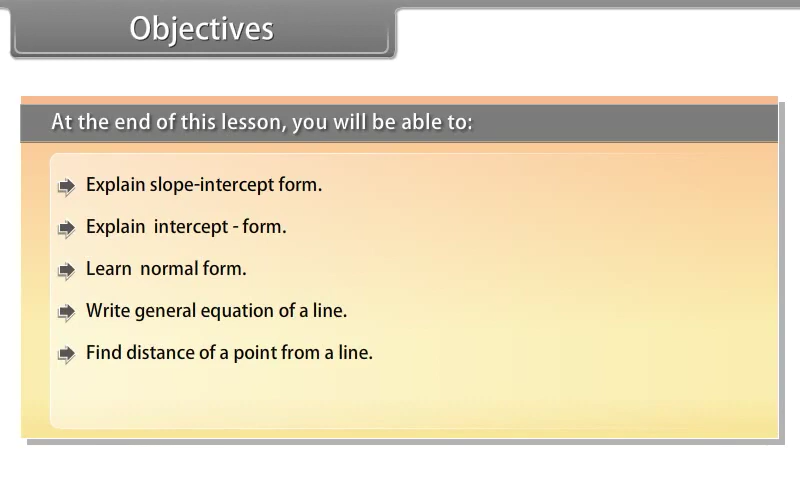 Objectives
At the end of this lesson, you will be able to:
Explain slope-intercept form.
Explain intercept - form.
Learn normal form.
Write general equation of a line.
Find distance of a point from a line.